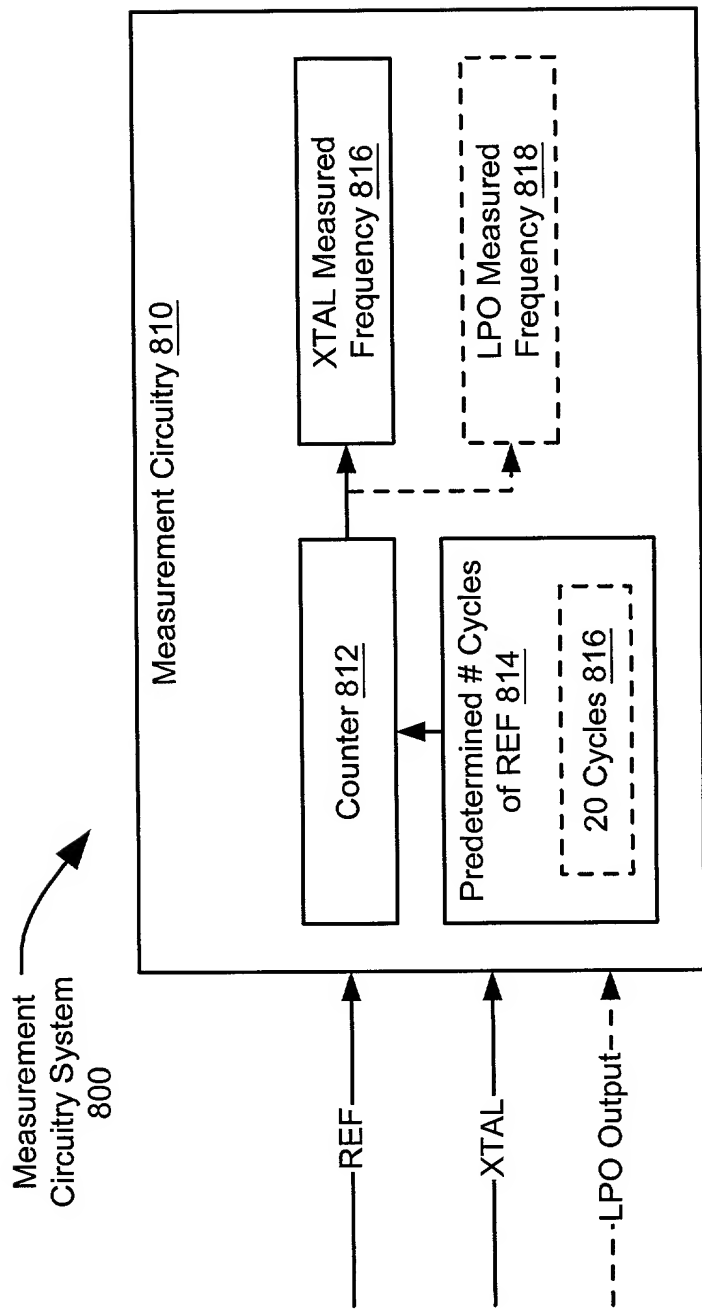 Measurement
Circuitry System
800
Measurement Circuitry 810
REF
XTAL
LPO Output
Counter 812
Predetermined # Cycles
of REF 814
20 Cycles 816
XTAL Measured
Frequency 816
LPO Measured
Frequency 818